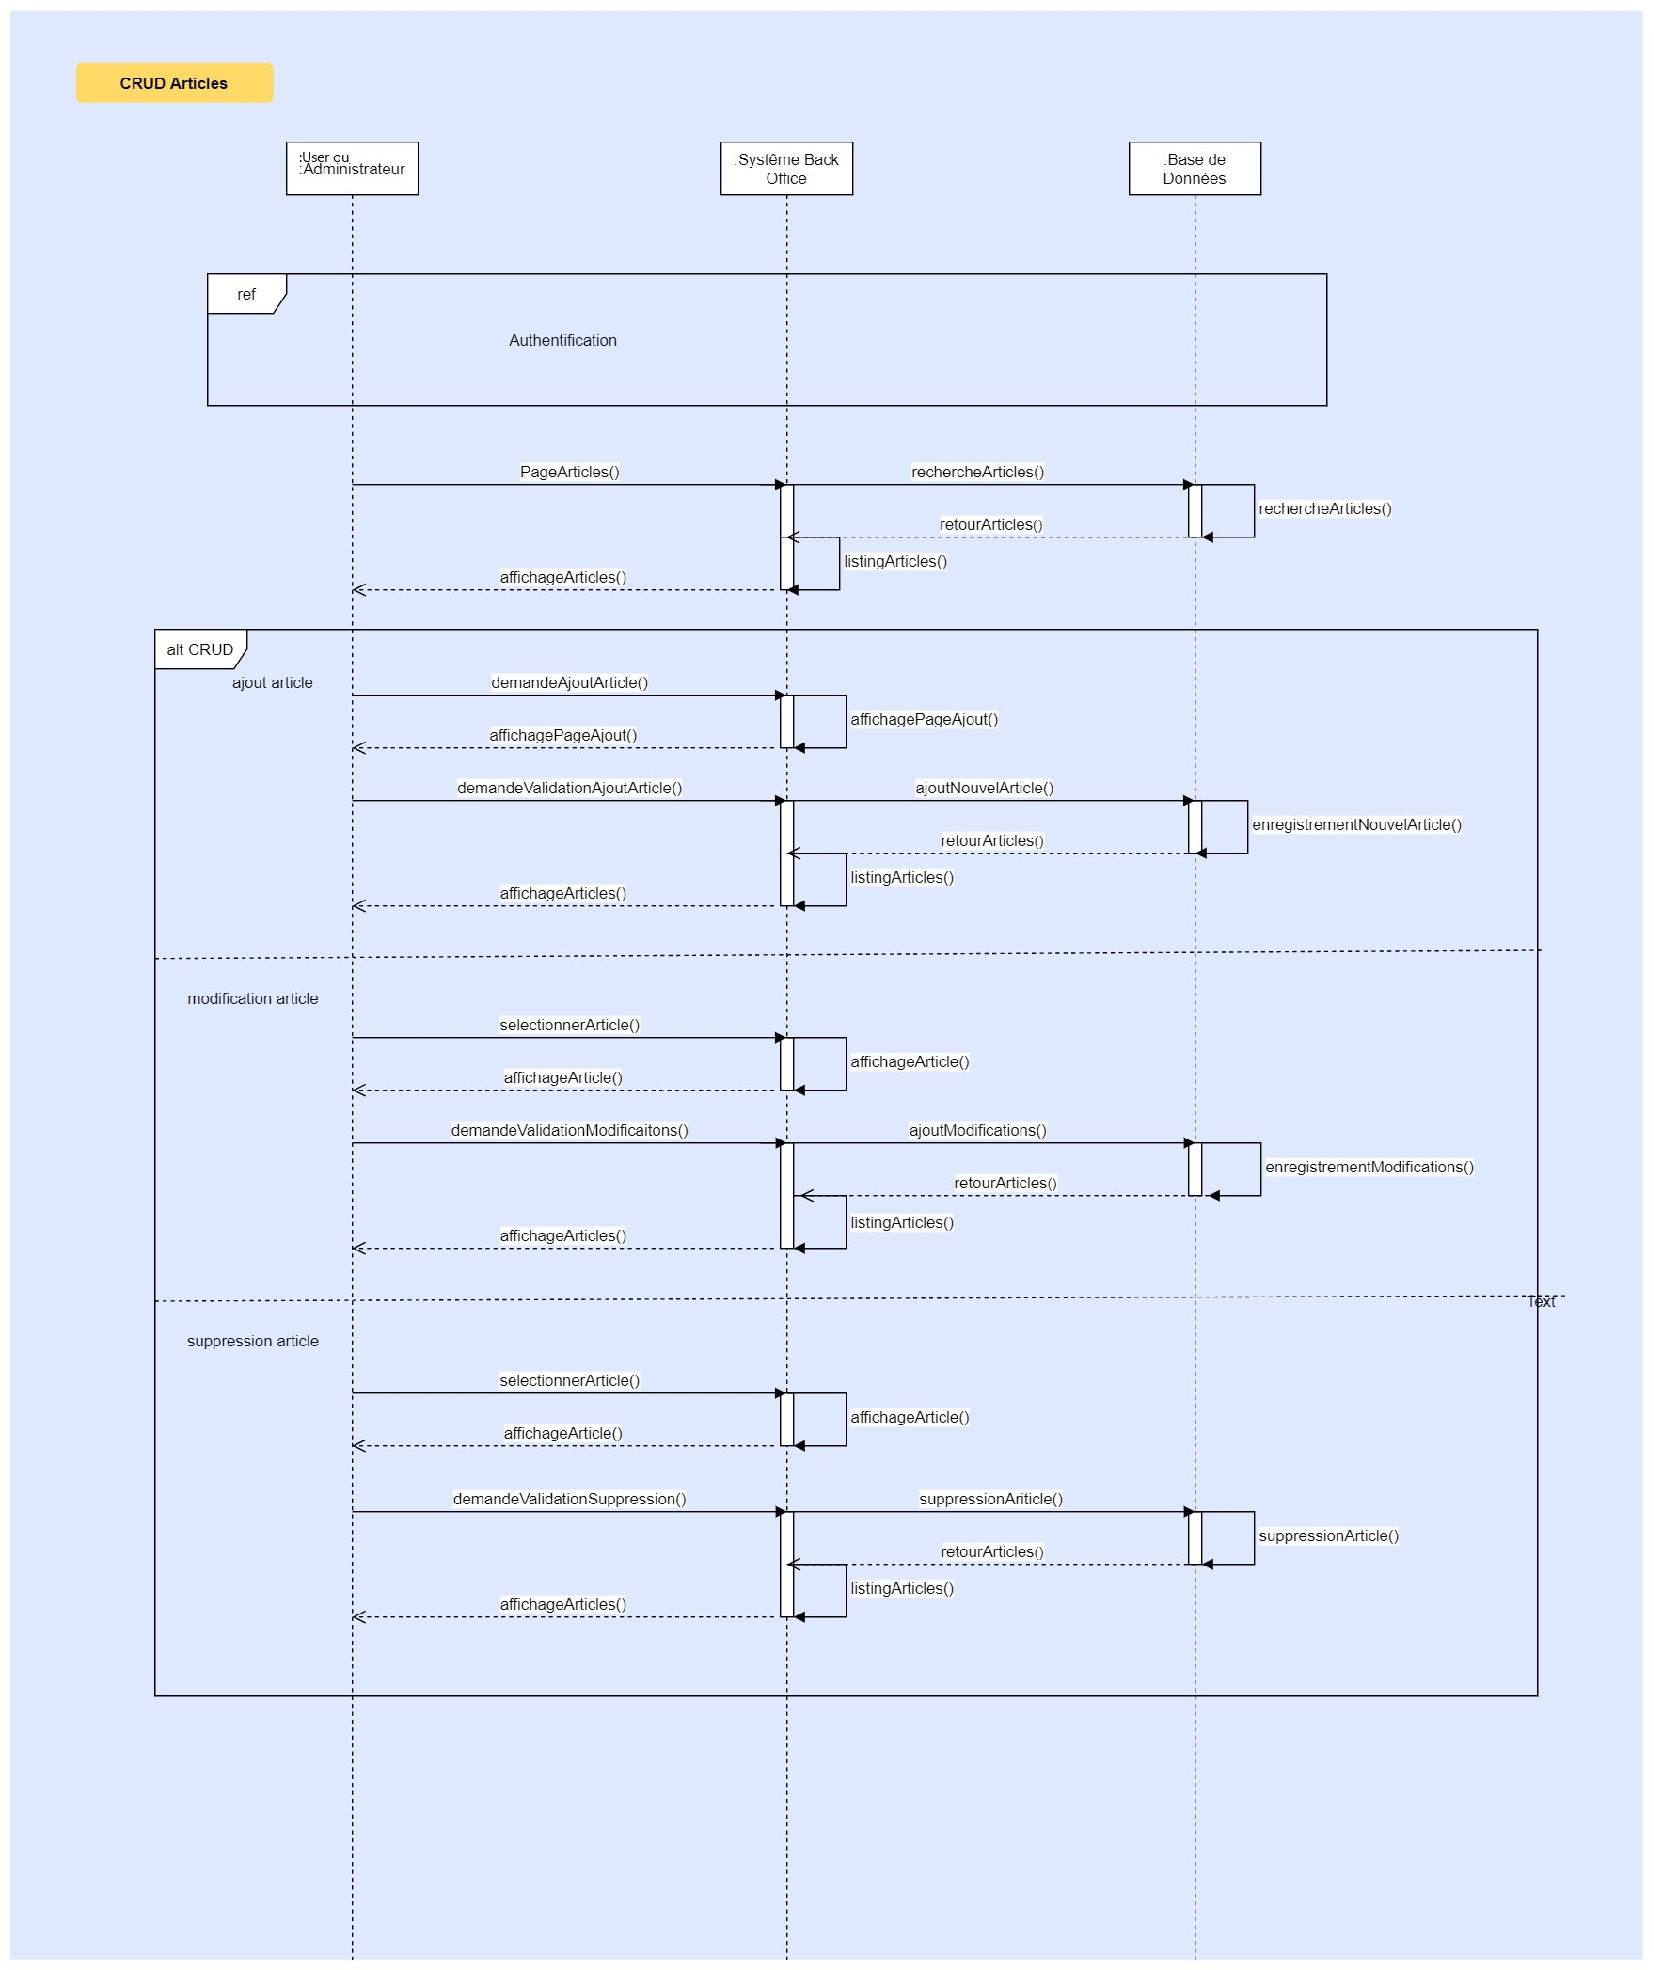 CRUD Articles
:User ou
:Administrateur
:Système Back
Office
:Base de
Données
ref
Authentification
PageArticles()
rechercheArticles()
rechercheArticles()
retourArticles()
listingArticles()
affichageArticles()
alt CRUD
ajout article
demandeAjoutArticle()
affichagePageAjout()
affichagePageAjout()
demandeValidationAjoutArticle()
ajoutNouvelArticle()
enregistrementNouvelArticle()
retourArticles()
listingArticles()
affichageArticles()
modification article
selectionnerArticle()
affichageArticle()
affichageArticle()
demandeValidationModificaitons()
ajoutModifications()
enregistrementModifications()
retourArticles()
listingArticles()
affichageArticles()
Text
suppression article
selectionnerArticle()
affichageArticle()
affichageArticle()
demandeValidationSuppression()
suppressionAriticle()
suppressionArticle()
retourArticles()
listingArticles()
affichageArticles()